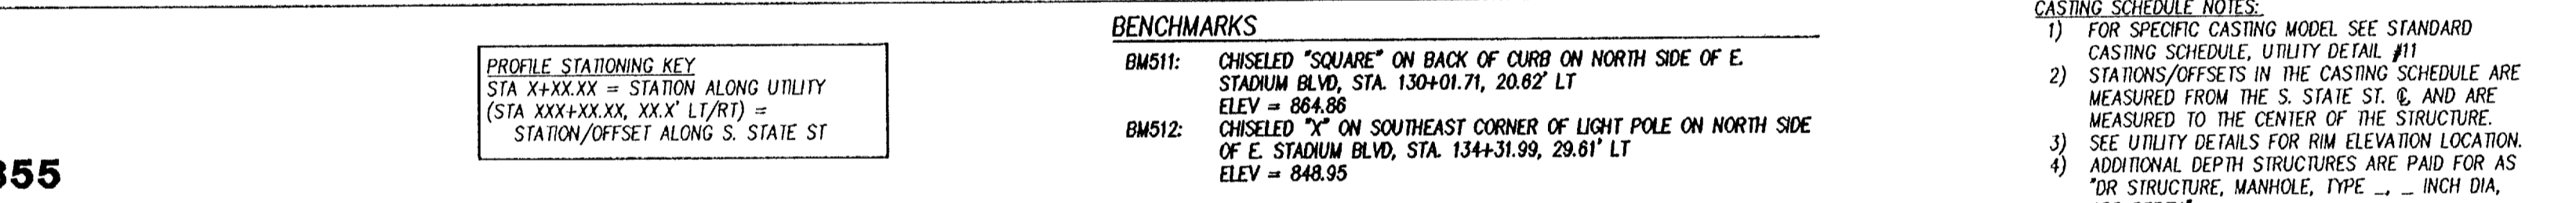 355
PROFILE STATIONING KEY
STA X+XX.XX = STATION ALONG UTILITY
(STA XXX+XX.XX, XX.X' LT/RT) =
STATION/OFFSET ALONG S. STATE ST
BENCHMARKS
BM511: CHISELED "SQUARE" ON BACK OF CURB ON NORTH SIDE OF E.
STADIUM BLVD, STA. 130+01.71, 20.62' LT
ELEV = 864.86
BM512: CHISELED "X" ON SOUTHEAST CORNER OF LIGHT POLE ON NORTH SIDE
OF E. STADIUM BLVD, STA. 134+31.99, 29.61' LT
ELEV = 848.95
CASTING SCHEDULE NOTES:
1) FOR SPECIFIC CASTING MODEL SEE STANDARD
CASTING SCHEDULE, UTILITY DETAIL #11
2) STATIONS/OFFSETS IN THE CASTING SCHEDULE ARE
MEASURED FROM THE S. STATE ST. ℄ AND ARE
MEASURED TO THE CENTER OF THE STRUCTURE.
3) SEE UTILITY DETAILS FOR RIM ELEVATION LOCATION.
4) ADDITIONAL DEPTH STRUCTURES ARE PAID FOR AS
"DR STRUCTURE, MANHOLE, TYPE _, _ INCH DIA,